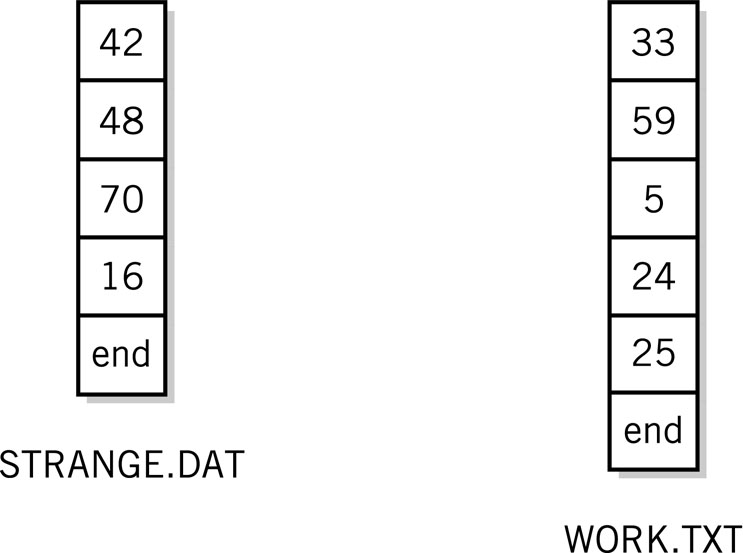 42
48
70
16
end
STRANGE.DAT
33
59
5
24
25
end
WORK.TXT